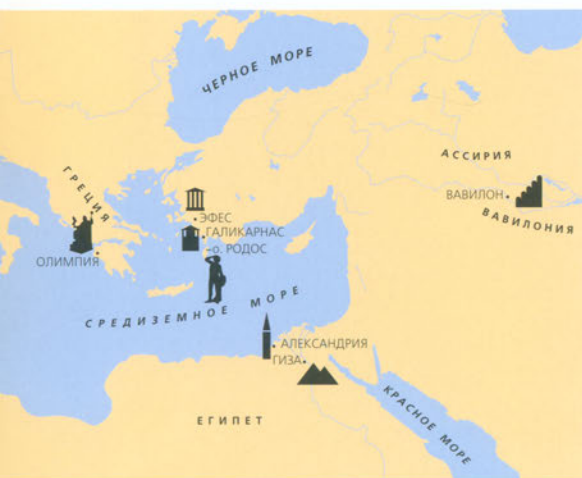 ЧЕРНОЕ МОРЕ
ГРЕЦИЯ
АССИРИЯ
ВАВИЛОН
ВАВИЛОНИЯ
ЭФЕС
ГАЛИКАРНАС
о. РОДОС
ОЛИМПИЯ
СРЕДИЗЕМНОЕ МОРЕ
АЛЕКСАНДРИЯ
ГИЗА
ЕГИПЕТ
КРАСНОЕ МОРЕ